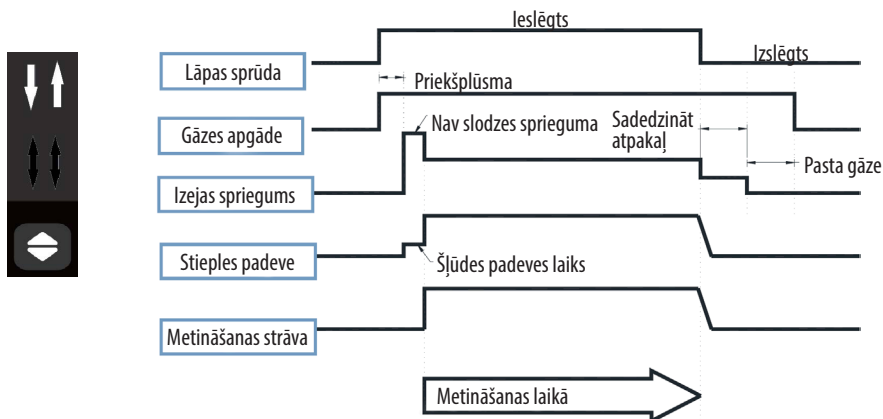 Ieslēgts
Izslēgts
Lāpas sprūda
Priekšplūsma
Gāzes apgāde
Nav slodzes sprieguma
Sadedzināt
atpakaļ
Pasta gāze
Izejas spriegums
Stieples padeve
Šļūdes padeves laiks
Metināšanas strāva
Metināšanas laikā